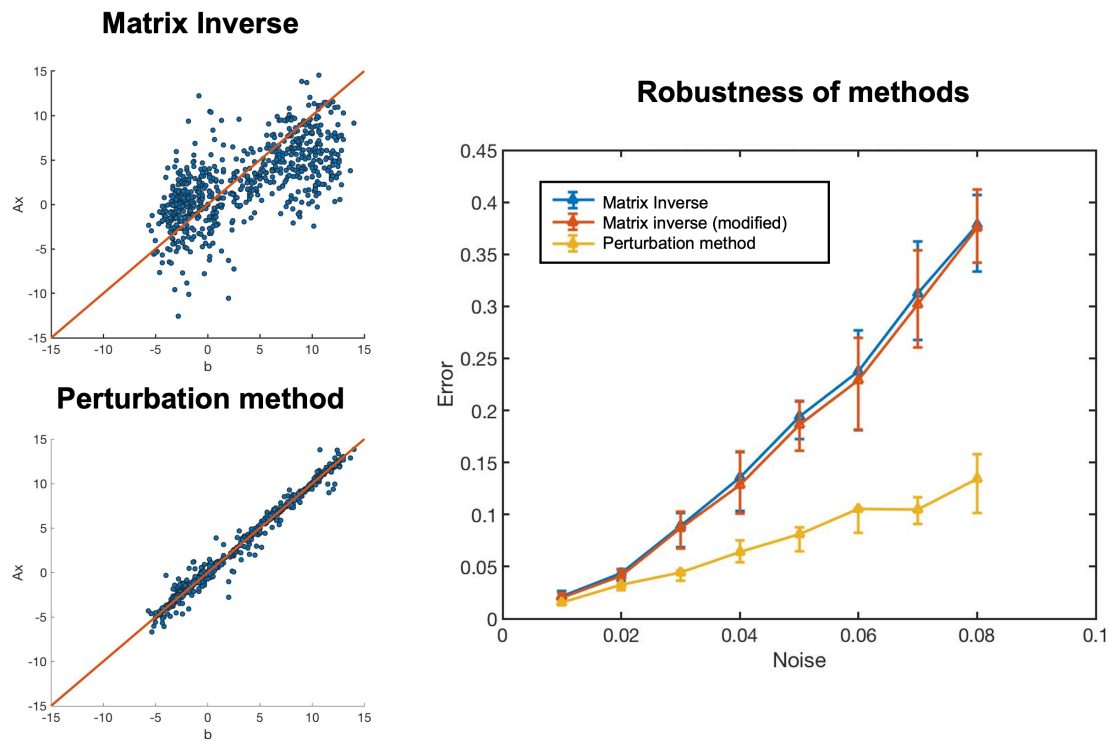 Matrix Inverse
15
10
5
0
-5
-10
-15
Ax
-15 -10 -5 0 5 10 15
b
Perturbation method
15
10
5
0
-5
-10
-15
Ax
-15 -10 -5 0 5 10 15
b
Robustness of methods
0.45
0.4
0.35
0.3
0.25
0.2
0.15
0.1
0.05
0
Error
Matrix Inverse
Matrix inverse (modified)
Perturbation method
0 0.02 0.04 0.06 0.08 0.1
Noise